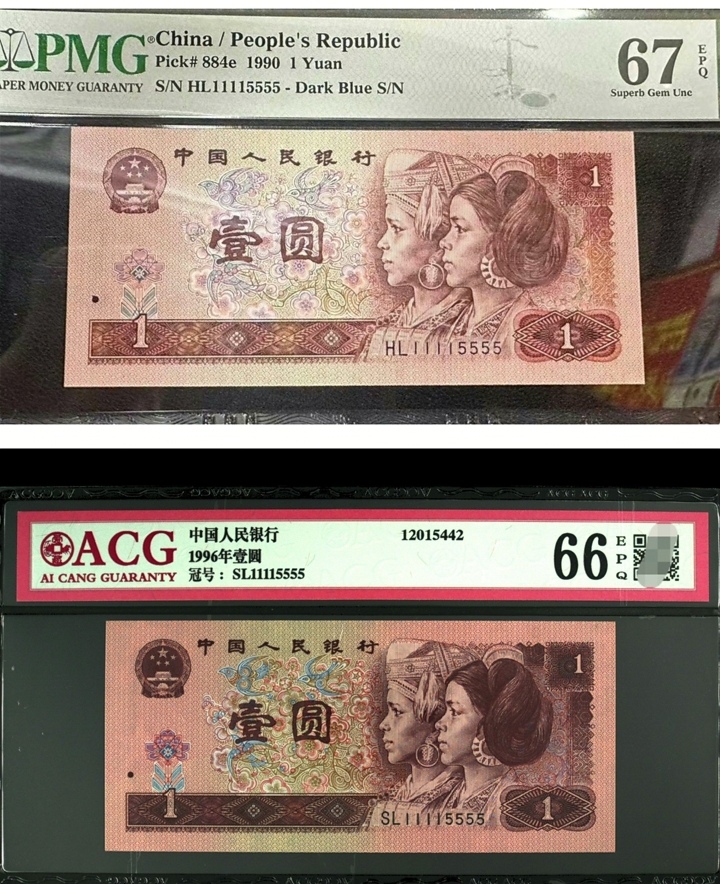 PMG® China / People's Republic
Pick# 884e 1990 1 Yuan
PAPER MONEY GUARANTY S/N HL11115555 - Dark Blue S/N
67 EPQ
Superb Gem Unc
中国人民银行
1
壹圆
1
HL11115555
1
ACG
AI CANG GUARANTY
中国人民银行 12015442
1996年壹圆
冠号：SL11115555
66 EPQ
中国人民银行
1
壹圆
1
SL11115555
1